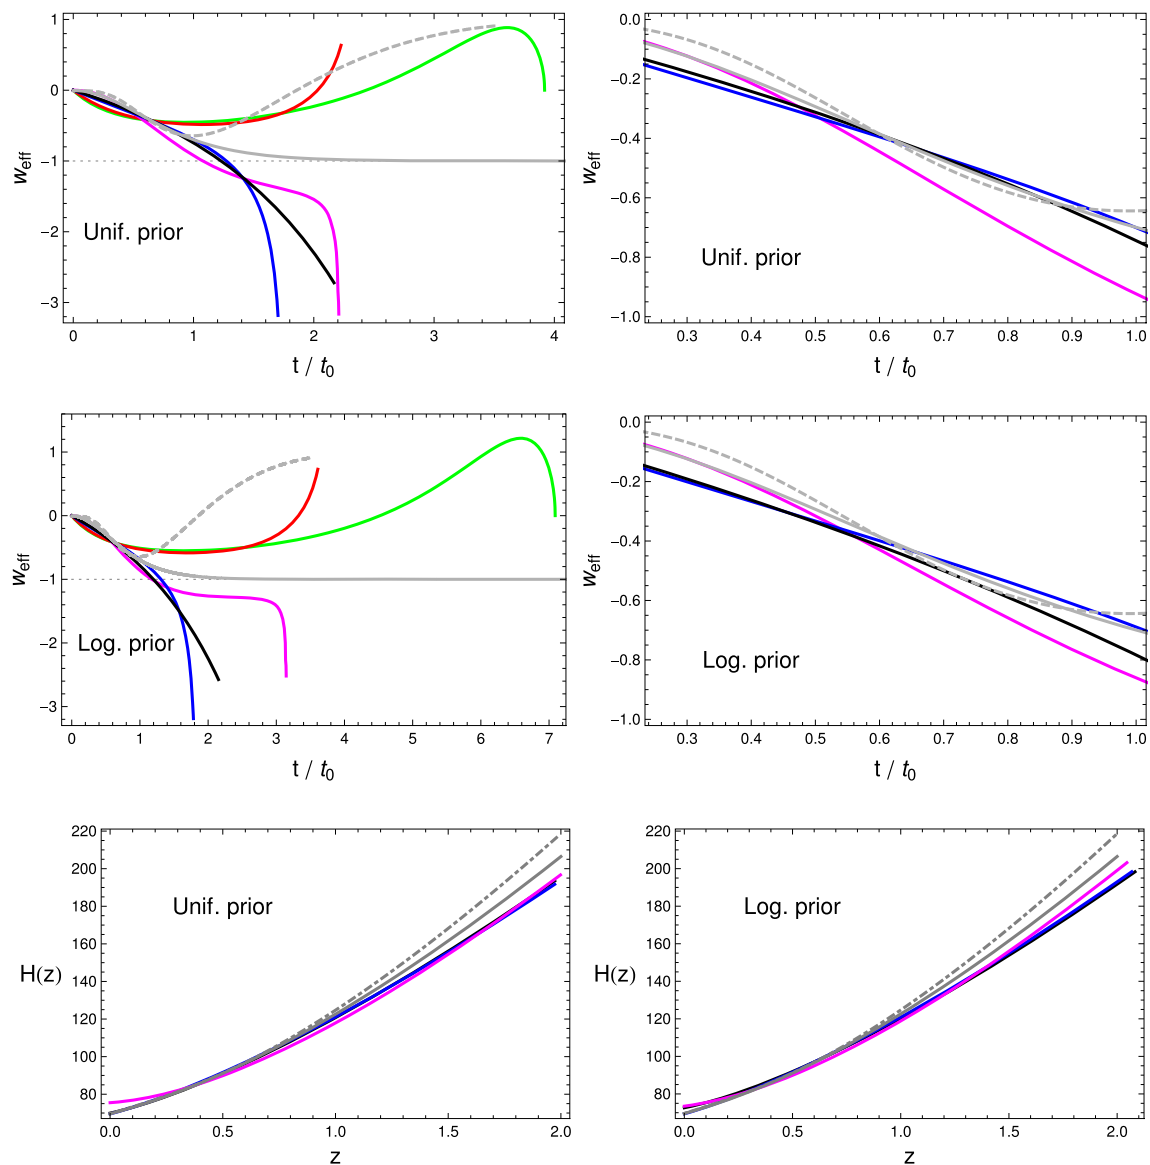 1
0
−1
−2
−3
w_eff
Unif. prior
0 1 2 3 4
t / t_0
0.0
−0.2
−0.4
−0.6
−0.8
−1.0
w_eff
Unif. prior
0.3 0.4 0.5 0.6 0.7 0.8 0.9 1.0
t / t_0
1
0
−1
−2
−3
w_eff
Log. prior
0 1 2 3 4 5 6 7
t / t_0
0.0
−0.2
−0.4
−0.6
−0.8
−1.0
w_eff
Log. prior
0.3 0.4 0.5 0.6 0.7 0.8 0.9 1.0
t / t_0
220
200
180
160
140
120
100
80
H(z)
Unif. prior
0.0 0.5 1.0 1.5 2.0
z
220
200
180
160
140
120
100
80
H(z)
Log. prior
0.0 0.5 1.0 1.5 2.0
z